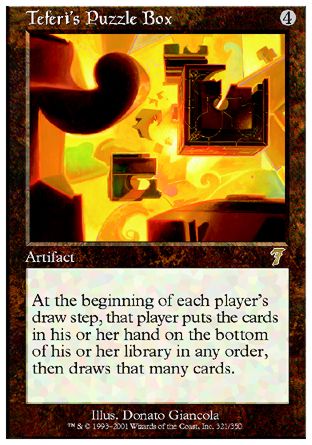 Teferi's Puzzle Box 4
Artifact
At the beginning of each player's
draw step, that player puts the cards
in his or her hand on the bottom
of his or her library in any order,
then draws that many cards.
Illus. Donato Giancola
™ & © 1993–2001 Wizards of the Coast, Inc. 321/350